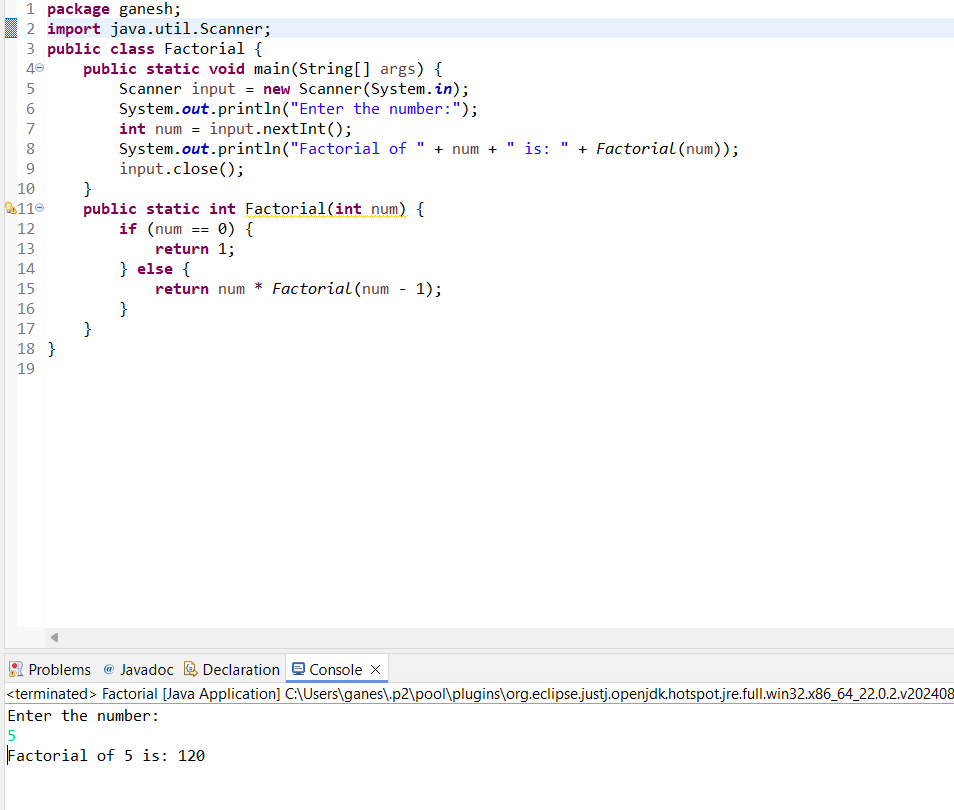 1 package ganesh;
2 import java.util.Scanner;
3 public class Factorial {
4     public static void main(String[] args) {
5         Scanner input = new Scanner(System.in);
6         System.out.println("Enter the number:");
7         int num = input.nextInt();
8         System.out.println("Factorial of " + num + " is: " + Factorial(num));
9         input.close();
10     }
11     public static int Factorial(int num) {
12         if (num == 0) {
13             return 1;
14         } else {
15             return num * Factorial(num - 1);
16         }
17     }
18 }
19
Problems @ Javadoc Declaration Console
<terminated> Factorial [Java Application] C:\Users\ganes\.p2\pool\plugins\org.eclipse.justj.openjdk.hotspot.jre.full.win32.x86_64_22.0.2.v202408
Enter the number:
5
Factorial of 5 is: 120